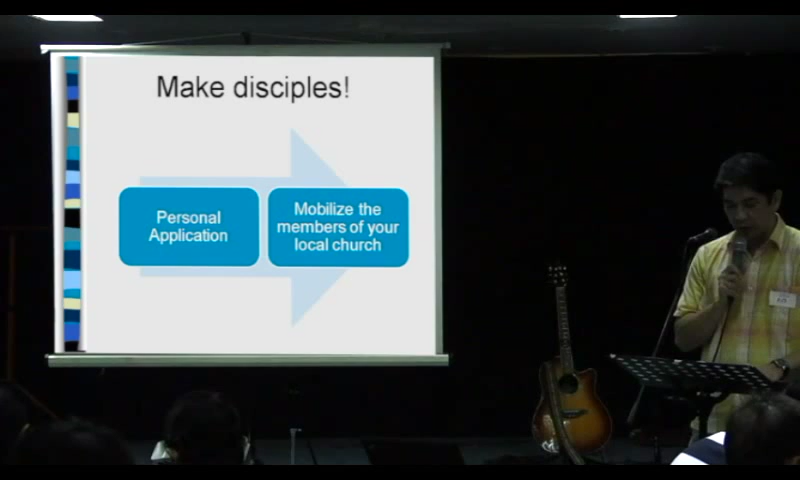 Make disciples!
Personal
Application
Mobilize the
members of your
local church